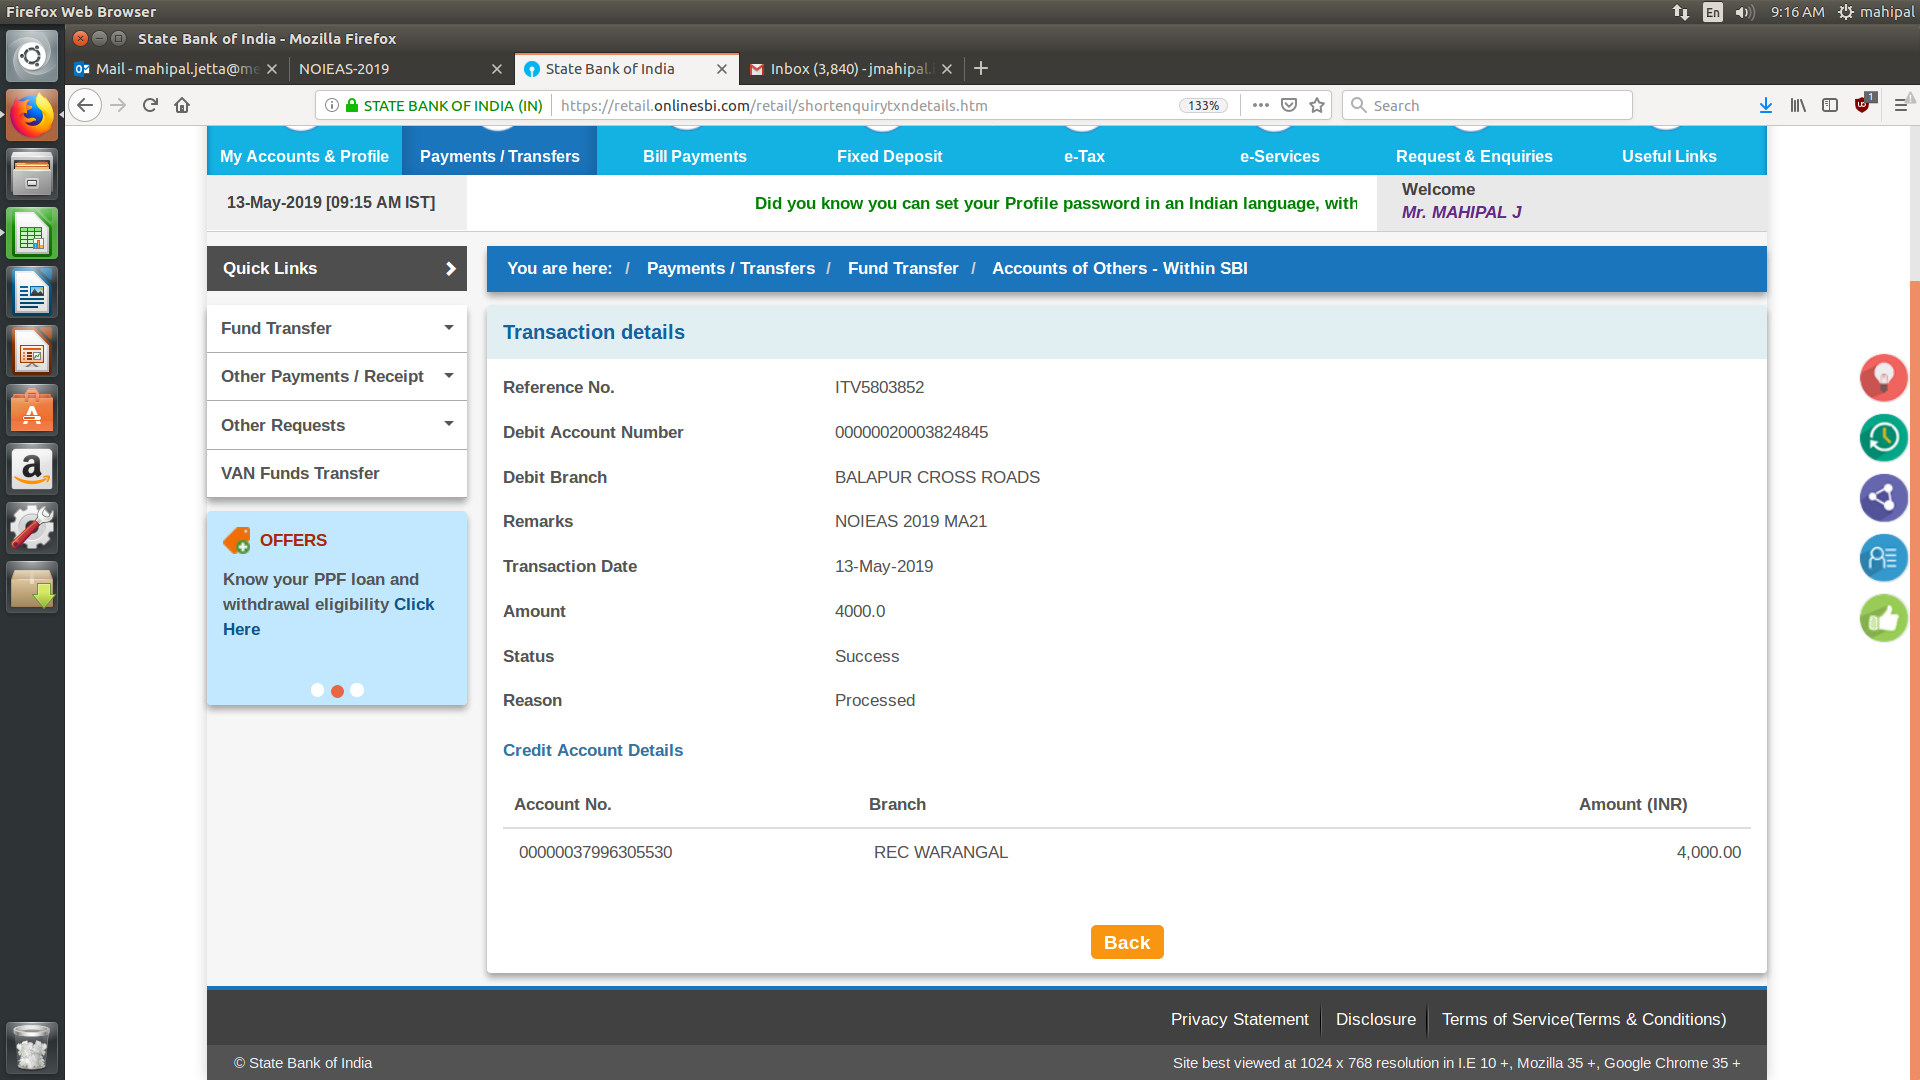 Firefox Web Browser
En
9:16 AM
mahipal
State Bank of India - Mozilla Firefox
Mail - mahipal.jetta@me
NOIEAS-2019
State Bank of India
Inbox (3,840) - jmahipal.
STATE BANK OF INDIA (IN)
https://retail.onlinesbi.com/retail/shortenquirytxndetails.htm
133%
Search
1
My Accounts & Profile
Payments / Transfers
Bill Payments
Fixed Deposit
e-Tax
e-Services
Request & Enquiries
Useful Links
13-May-2019 [09:15 AM IST]
Did you know you can set your Profile password in an Indian language, with
Welcome
Mr. MAHIPAL J
Quick Links
You are here: / Payments / Transfers / Fund Transfer / Accounts of Others - Within SBI
Fund Transfer
Other Payments / Receipt
Other Requests
VAN Funds Transfer
OFFERS
Know your PPF loan and
withdrawal eligibility Click
Here
Transaction details
Reference No. ITV5803852
Debit Account Number 00000020003824845
Debit Branch BALAPUR CROSS ROADS
Remarks NOIEAS 2019 MA21
Transaction Date 13-May-2019
Amount 4000.0
Status Success
Reason Processed
Credit Account Details
Account No. Branch Amount (INR)
00000037996305530 REC WARANGAL 4,000.00
Back
Privacy Statement Disclosure Terms of Service(Terms & Conditions)
© State Bank of India
Site best viewed at 1024 x 768 resolution in I.E 10 +, Mozilla 35 +, Google Chrome 35 +